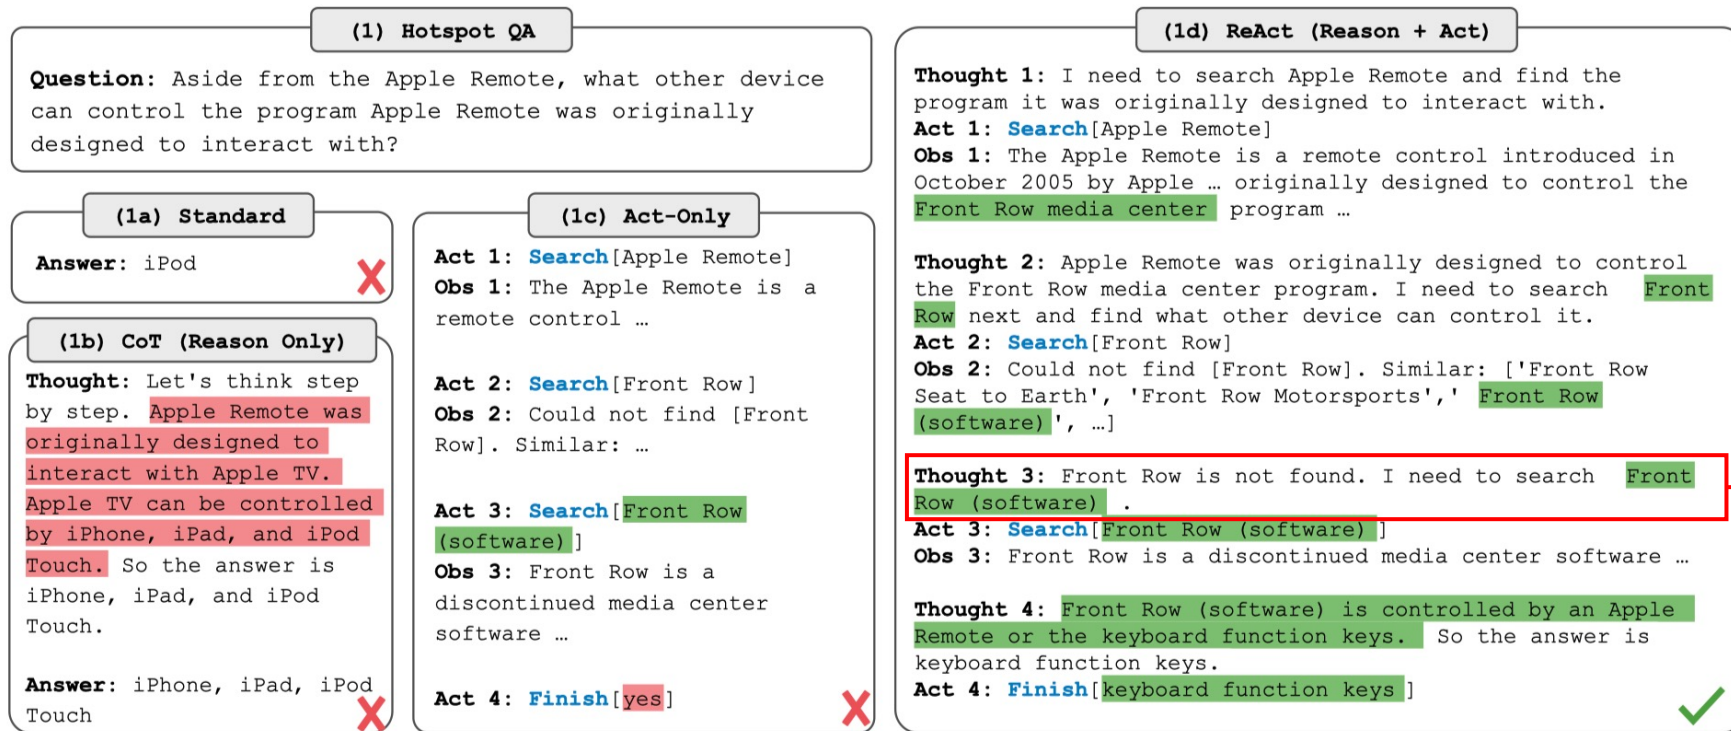 (1) Hotspot QA
Question: Aside from the Apple Remote, what other device
can control the program Apple Remote was originally
designed to interact with?
(1a) Standard
Answer: iPod
(1b) CoT (Reason Only)
Thought: Let's think step
by step. Apple Remote was
originally designed to
interact with Apple TV.
Apple TV can be controlled
by iPhone, iPad, and iPod
Touch. So the answer is
iPhone, iPad, and iPod
Touch.
Answer: iPhone, iPad, iPod
Touch
(1c) Act-Only
Act 1: Search[Apple Remote]
Obs 1: The Apple Remote is a
remote control …
Act 2: Search[Front Row]
Obs 2: Could not find [Front
Row]. Similar: …
Act 3: Search[Front Row
(software)]
Obs 3: Front Row is a
discontinued media center
software …
Act 4: Finish[yes]
(1d) ReAct (Reason + Act)
Thought 1: I need to search Apple Remote and find the
program it was originally designed to interact with.
Act 1: Search[Apple Remote]
Obs 1: The Apple Remote is a remote control introduced in
October 2005 by Apple … originally designed to control the
Front Row media center program …
Thought 2: Apple Remote was originally designed to control
the Front Row media center program. I need to search Front
Row next and find what other device can control it.
Act 2: Search[Front Row]
Obs 2: Could not find [Front Row]. Similar: ['Front Row
Seat to Earth', 'Front Row Motorsports',' Front Row
(software)', …]
Thought 3: Front Row is not found. I need to search Front
Row (software) .
Act 3: Search[Front Row (software)]
Obs 3: Front Row is a discontinued media center software …
Thought 4: Front Row (software) is controlled by an Apple
Remote or the keyboard function keys. So the answer is
keyboard function keys.
Act 4: Finish[keyboard function keys]